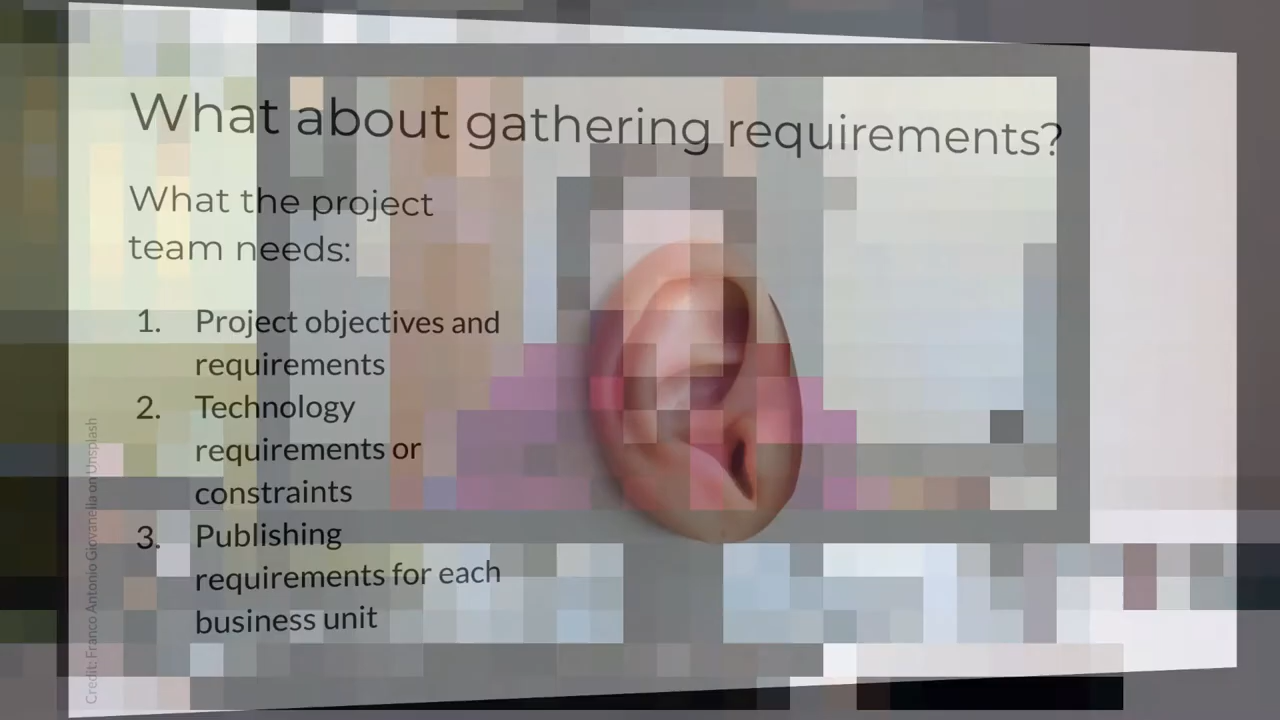 What about gathering requirements?
What the project
team needs:
1. Project objectives and
requirements
2. Technology
requirements or
constraints
3. Publishing
requirements for each
business unit
Credit: Franco Antonio Giovanella on Unsplash